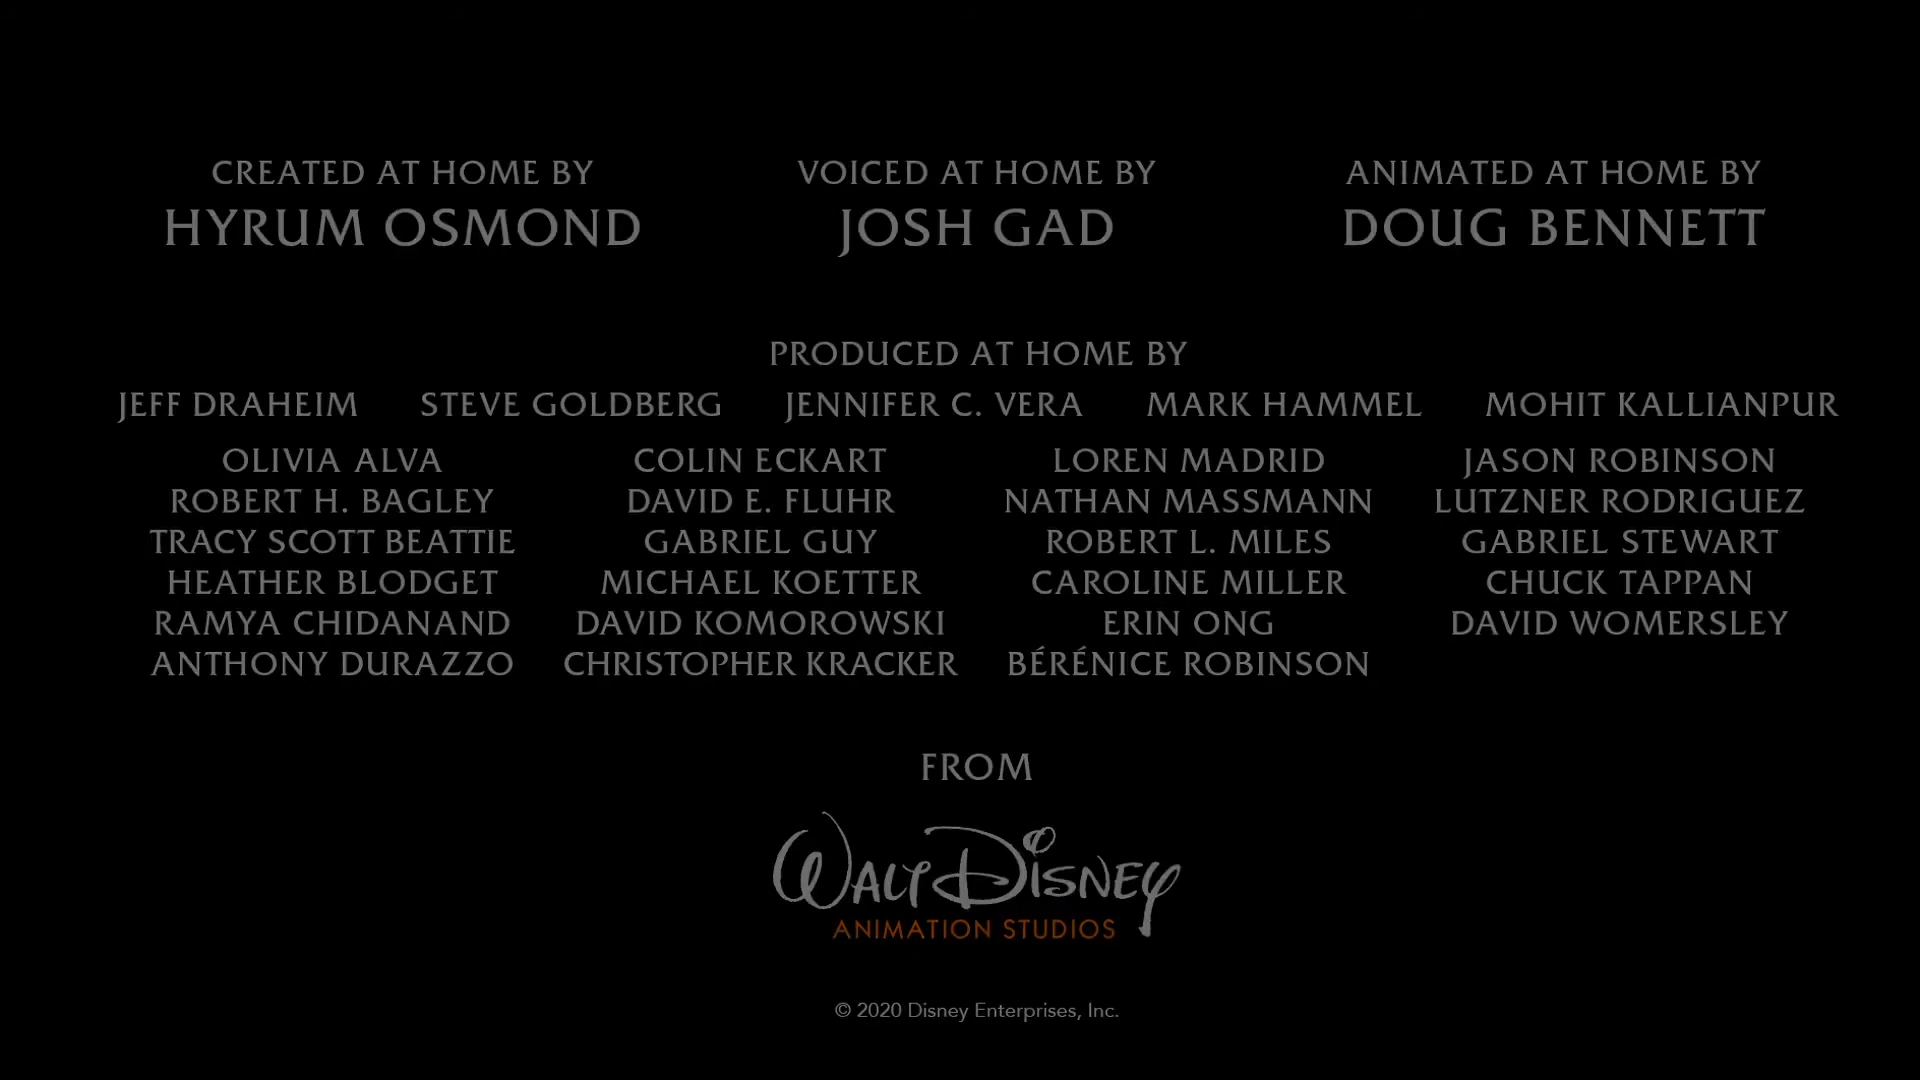 CREATED AT HOME BY
HYRUM OSMOND
VOICED AT HOME BY
JOSH GAD
ANIMATED AT HOME BY
DOUG BENNETT
PRODUCED AT HOME BY
JEFF DRAHEIM STEVE GOLDBERG JENNIFER C. VERA MARK HAMMEL MOHIT KALLIANPUR
OLIVIA ALVA
ROBERT H. BAGLEY
TRACY SCOTT BEATTIE
HEATHER BLODGET
RAMYA CHIDANAND
ANTHONY DURAZZO
COLIN ECKART
DAVID E. FLUHR
GABRIEL GUY
MICHAEL KOETTER
DAVID KOMOROWSKI
CHRISTOPHER KRACKER
LOREN MADRID
NATHAN MASSMANN
ROBERT L. MILES
CAROLINE MILLER
ERIN ONG
BÉRÉNICE ROBINSON
JASON ROBINSON
LUTZNER RODRIGUEZ
GABRIEL STEWART
CHUCK TAPPAN
DAVID WOMERSLEY
FROM
WALT DISNEY
ANIMATION STUDIOS
© 2020 Disney Enterprises, Inc.